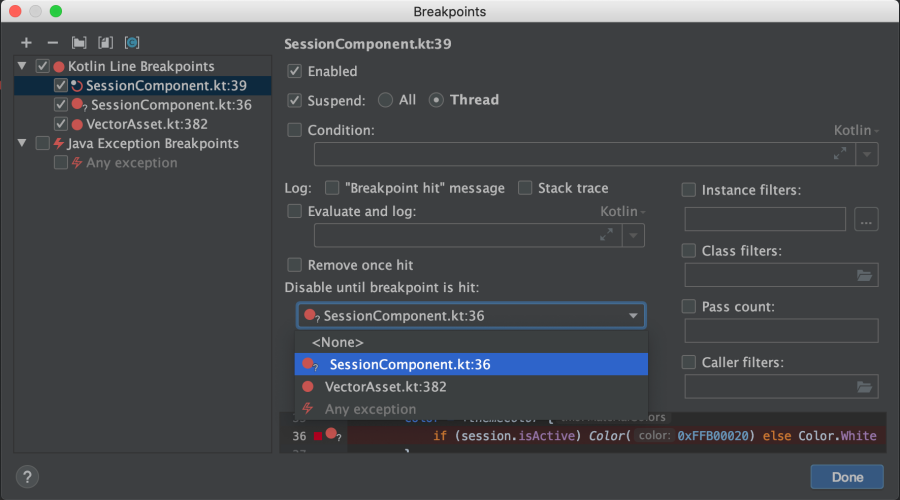 Breakpoints
Kotlin Line Breakpoints
SessionComponent.kt:39
SessionComponent.kt:36
VectorAsset.kt:382
Java Exception Breakpoints
Any exception
SessionComponent.kt:39
Enabled
Suspend: All Thread
Condition: Kotlin
Log: "Breakpoint hit" message Stack trace
Evaluate and log: Kotlin
Remove once hit
Disable until breakpoint is hit:
SessionComponent.kt:36
<None>
SessionComponent.kt:36
VectorAsset.kt:382
Any exception
Instance filters:
...
Class filters:
Pass count:
Caller filters:
36 if (session.isActive) Color( color: 0xFFB00020) else Color.White
? Done